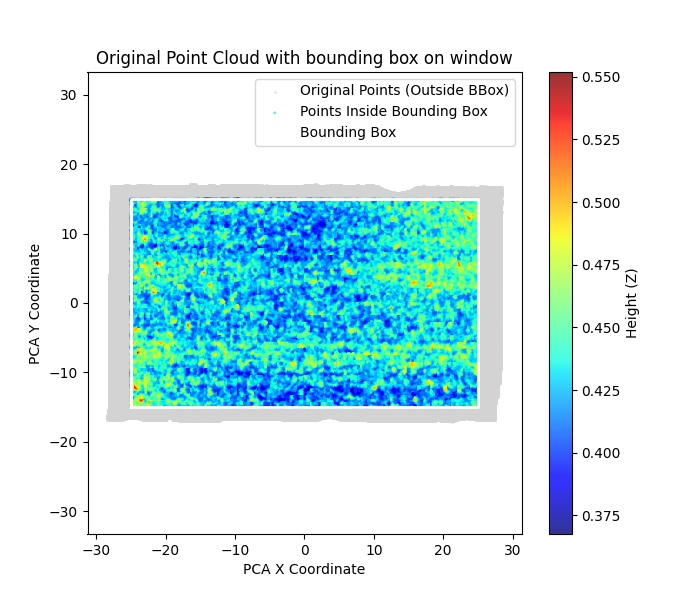 Original Point Cloud with bounding box on window
Original Points (Outside BBox)
Points Inside Bounding Box
Bounding Box
30
20
10
0
−10
−20
−30
PCA Y Coordinate
−30 −20 −10 0 10 20 30
PCA X Coordinate
0.550
0.525
0.500
0.475
0.450
0.425
0.400
0.375
Height (Z)